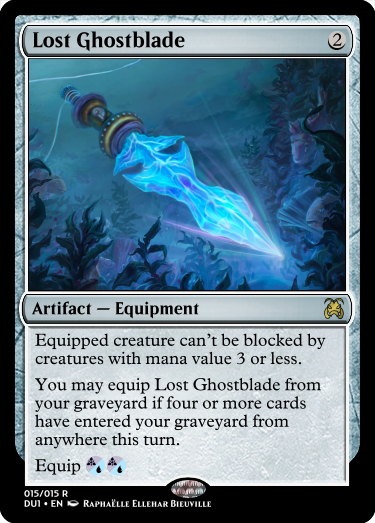 Lost Ghostblade 2
Artifact — Equipment
Equipped creature can't be blocked by
creatures with mana value 3 or less.
You may equip Lost Ghostblade from
your graveyard if four or more cards
have entered your graveyard from
anywhere this turn.
Equip
015/015 R
DU1 • EN Raphaëlle Ellehar Bieuville